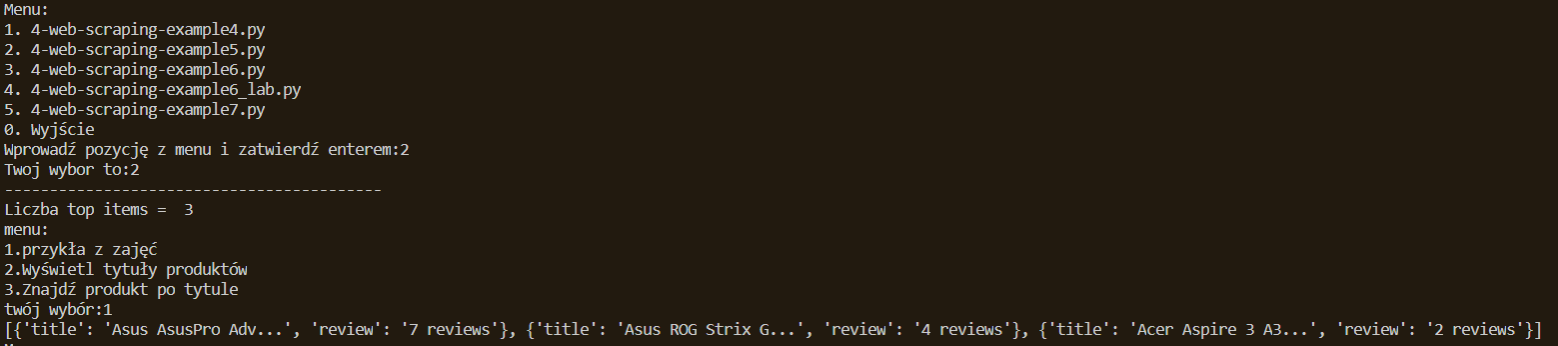 Menu:
1. 4-web-scraping-example4.py
2. 4-web-scraping-example5.py
3. 4-web-scraping-example6.py
4. 4-web-scraping-example6_lab.py
5. 4-web-scraping-example7.py
0. Wyjście
Wprowadź pozycję z menu i zatwierdź enterem:2
Twoj wybor to:2
------------------------------------------
Liczba top items =  3
menu:
1.przykła z zajęć
2.Wyświetl tytuły produktów
3.Znajdź produkt po tytule
twój wybór:1
[{'title': 'Asus AsusPro Adv...', 'review': '7 reviews'}, {'title': 'Asus ROG Strix G...', 'review': '4 reviews'}, {'title': 'Acer Aspire 3 A3...', 'review': '2 reviews'}]